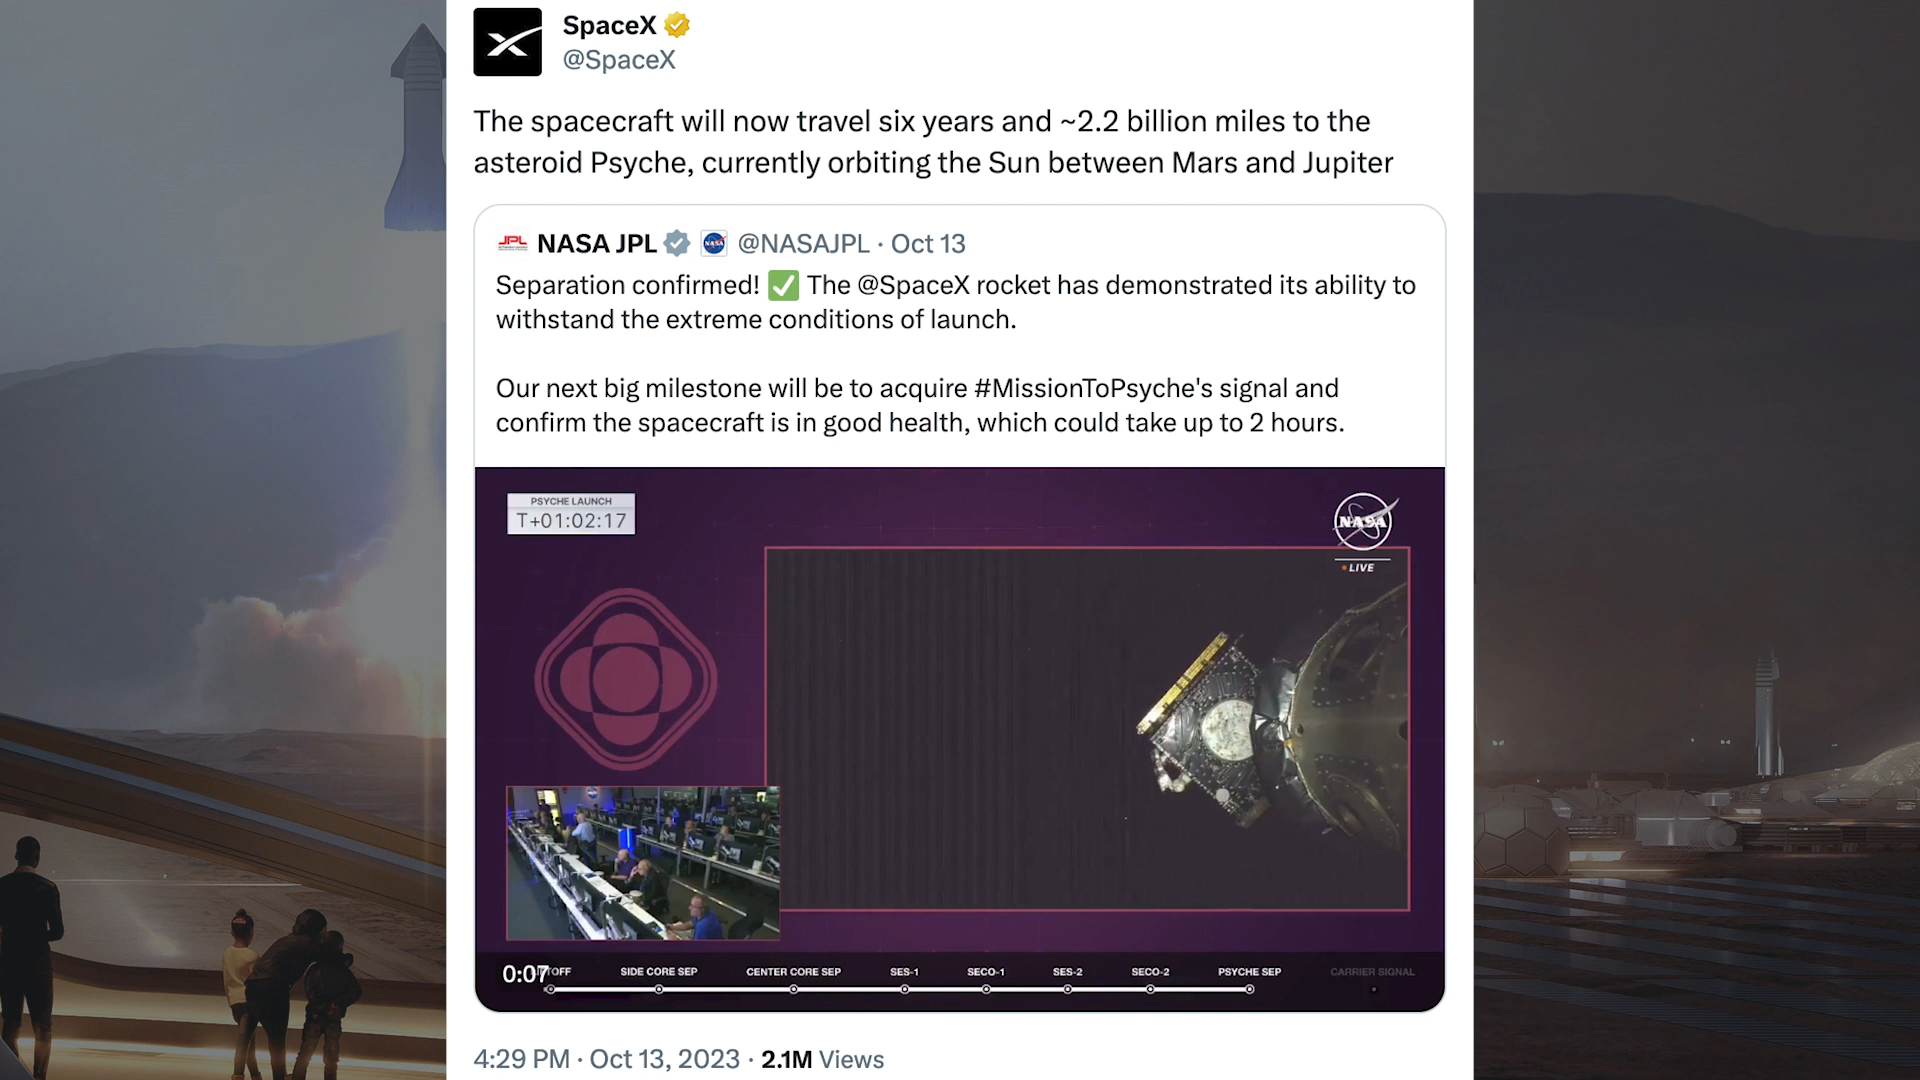 SpaceX
@SpaceX
The spacecraft will now travel six years and ~2.2 billion miles to the
asteroid Psyche, currently orbiting the Sun between Mars and Jupiter
JPL NASA JPL NASA @NASAJPL · Oct 13
Separation confirmed! ✅ The @SpaceX rocket has demonstrated its ability to
withstand the extreme conditions of launch.
Our next big milestone will be to acquire #MissionToPsyche's signal and
confirm the spacecraft is in good health, which could take up to 2 hours.
PSYCHE LAUNCH
T+01:02:17
NASA
LIVE
0:07
SIDE CORE SEP CENTER CORE SEP SES-1 SECO-1 SES-2 SECO-2 PSYCHE SEP CARRIER SIGNAL
4:29 PM · Oct 13, 2023 · 2.1M Views